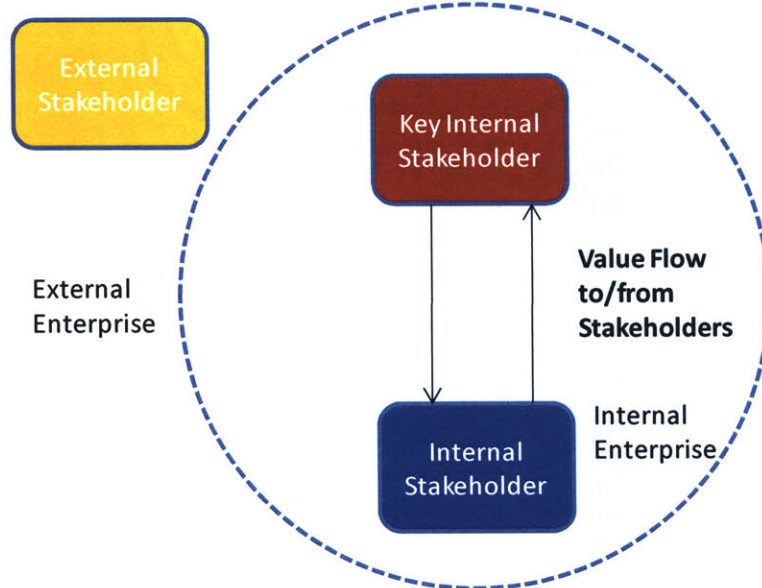 External
Stakeholder
Key Internal
Stakeholder
External
Enterprise
Value Flow
to/from
Stakeholders
Internal
Stakeholder
Internal
Enterprise